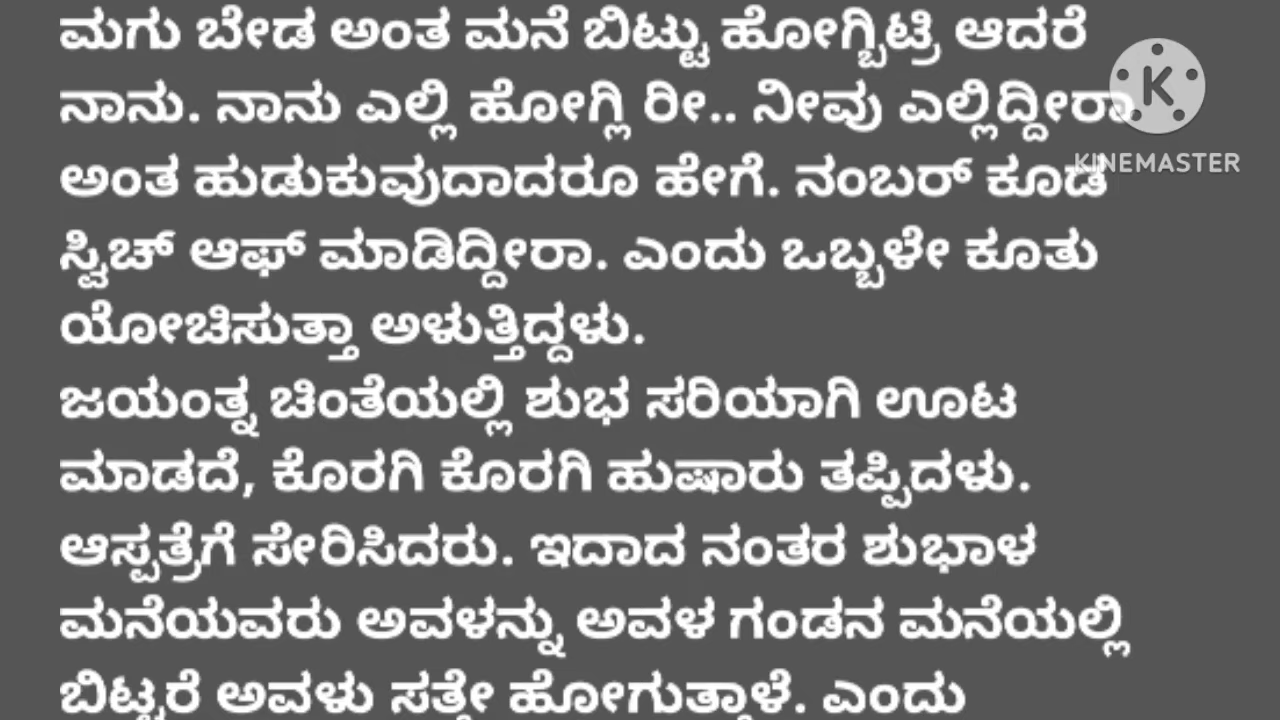 ಮಗು ಬೇಡ ಅಂತ ಮನೆ ಬಿಟ್ಟು ಹೋಗ್ಬಿಟ್ರಿ ಆದರೆ
ನಾನು. ನಾನು ಎಲ್ಲಿ ಹೋಗ್ಲಿ ರೀ.. ನೀವು ಎಲ್ಲಿದ್ದೀರಾ
ಅಂತ ಹುಡುಕುವುದಾದರೂ ಹೇಗೆ. ನಂಬರ್ ಕೂಡ
ಸ್ವಿಚ್ ಆಫ್ ಮಾಡಿದ್ದೀರಾ. ಎಂದು ಒಬ್ಬಳೇ ಕೂತು
ಯೋಚಿಸುತ್ತಾ ಅಳುತ್ತಿದ್ದಳು.
ಜಯಂತ್ನ ಚಿಂತೆಯಲ್ಲಿ ಶುಭ ಸರಿಯಾಗಿ ಊಟ
ಮಾಡದೆ, ಕೊರಗಿ ಕೊರಗಿ ಹುಷಾರು ತಪ್ಪಿದಳು.
ಆಸ್ಪತ್ರೆಗೆ ಸೇರಿಸಿದರು. ಇದಾದ ನಂತರ ಶುಭಾಳ
ಮನೆಯವರು ಅವಳನ್ನು ಅವಳ ಗಂಡನ ಮನೆಯಲ್ಲಿ
ಬಿಟ್ಟರೆ ಅವಳು ಸತ್ತೇ ಹೋಗುತ್ತಾಳೆ. ಎಂದು
K
KINEMASTER